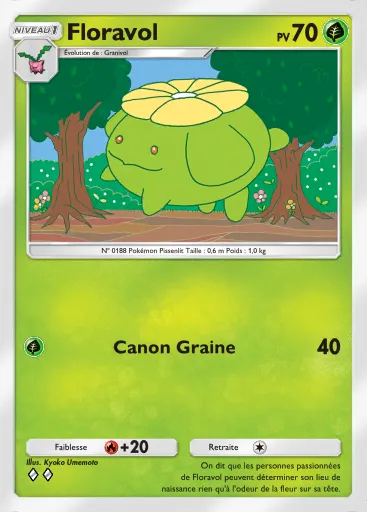 NIVEAU 1
Floravol
PV 70
Évolution de : Granivol
N° 0188 Pokémon Pissenlit Taille : 0,6 m Poids : 1,0 kg
Canon Graine 40
Faiblesse +20
Retraite
Illus. Kyoko Umemoto
On dit que les personnes passionnées
de Floravol peuvent déterminer son lieu de
naissance rien qu'à l'odeur de la fleur sur sa tête.